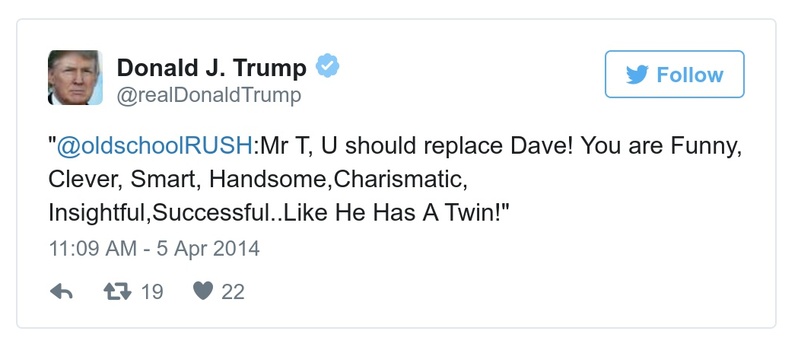 Donald J. Trump
@realDonaldTrump
Follow
"@oldschoolRUSH:Mr T, U should replace Dave! You are Funny,
Clever, Smart, Handsome,Charismatic,
Insightful,Successful..Like He Has A Twin!"
11:09 AM - 5 Apr 2014
19 22